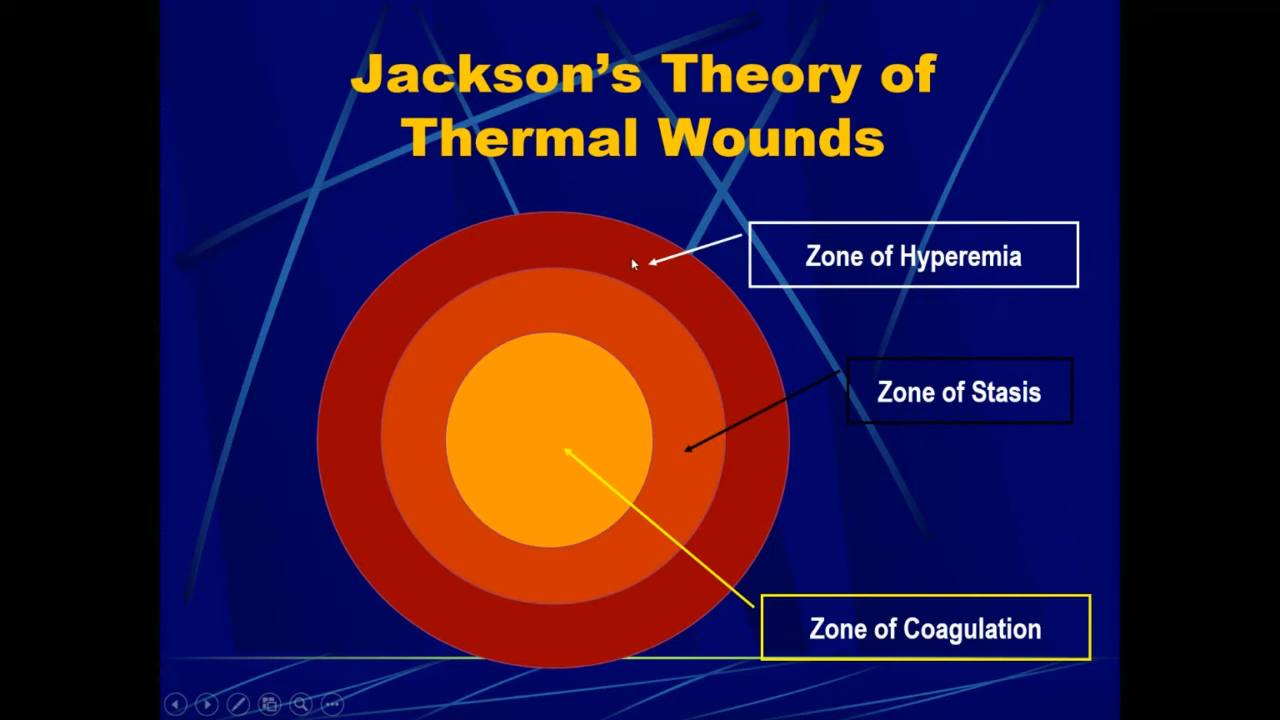 Jackson’s Theory of
Thermal Wounds
Zone of Hyperemia
Zone of Stasis
Zone of Coagulation